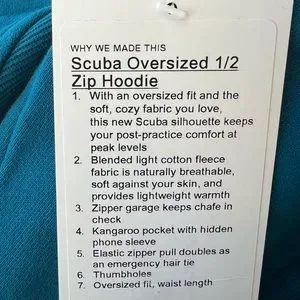 WHY WE MADE THIS
Scuba Oversized 1/2
Zip Hoodie
1. With an oversized fit and the
soft, cozy fabric you love,
this new Scuba silhouette keeps
your post-practice comfort at
peak levels
2. Blended light cotton fleece
fabric is naturally breathable,
soft against your skin, and
provides lightweight warmth
3. Zipper garage keeps chafe in
check
4. Kangaroo pocket with hidden
phone sleeve
5. Elastic zipper pull doubles as
an emergency hair tie
6. Thumbholes
7. Oversized fit, waist length